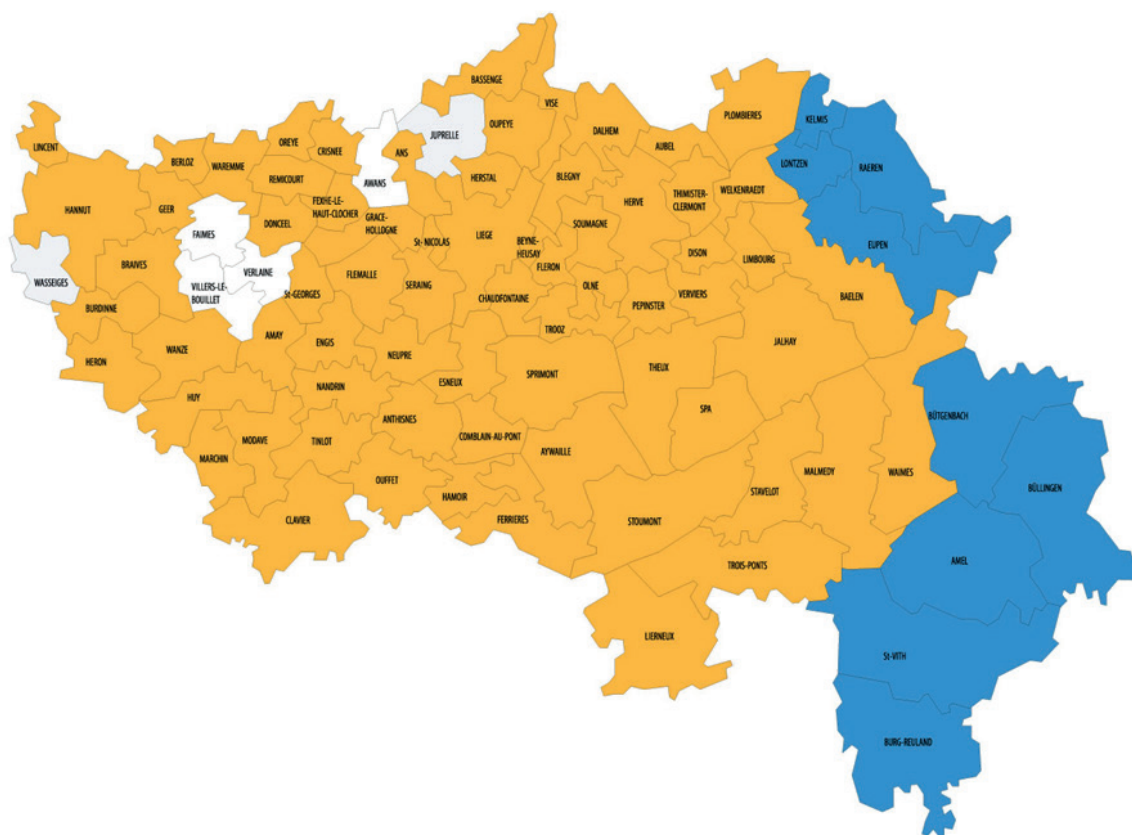 BASSENGE
VISE
PLOMBIERES
KELMIS
JUPRELLE
OUPEYE
DALHEM
AUBEL
LINCENT
OREYE
CRISNEE
ANS
BERLOZ
WAREMME
LONTZEN
RAEREN
REMICOURT
AWANS
HERSTAL
BLEGNY
HERVE
THIMISTER-
CLERMONT
WELKENRAEDT
HANNUT
GEER
FEXHE-LE-
HAUT-CLOCHER
DONCEEL
GRACE-
HOLLOGNE
FAIMES
St- NICOLAS
LIEGE
SOUMAGNE
BEYNE-
HEUSAY
EUPEN
FLERON
DISON
LIMBOURG
WASSEIGES
BRAIVES
VERLAINE
VILLERS-LE-
BOUILLET
St-GEORGES
FLEMALLE
SERAING
CHAUDFONTAINE
OLNE
PEPINSTER
VERVIERS
BAELEN
BURDINNE
AMAY
ENGIS
TROOZ
HERON
WANZE
NEUPRE
JALHAY
THEUX
SPRIMONT
NANDRIN
ESNEUX
HUY
SPA
ANTHISNES
BÜTGENBACH
MODAVE
TINLOT
COMBLAIN-AU-PONT
MARCHIN
AYWAILLE
MALMEDY
WAIMES
OUFFET
STAVELOT
BÜLLINGEN
HAMOIR
CLAVIER
FERRIERES
STOUMONT
AMEL
TROIS-PONTS
LIERNEUX
St-VITH
BURG-REULAND